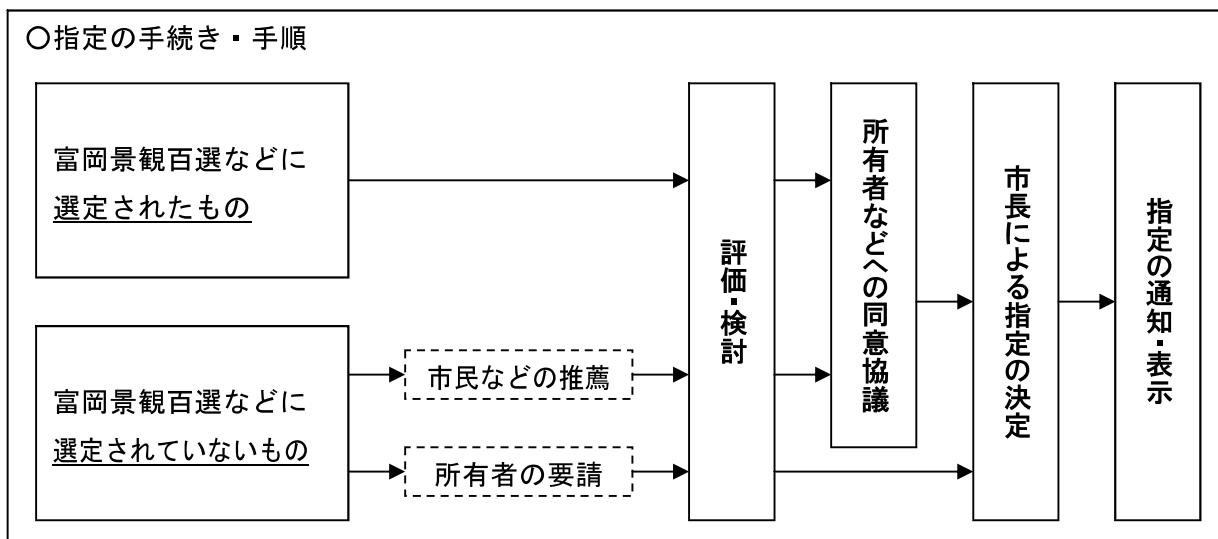 〇指定の手続き・手順
富岡景観百選などに
選定されたもの
富岡景観百選などに
選定されていないもの
市民などの推薦
所有者の要請
評価・検討
所有者などへの同意協議
市長による指定の決定
指定の通知・表示